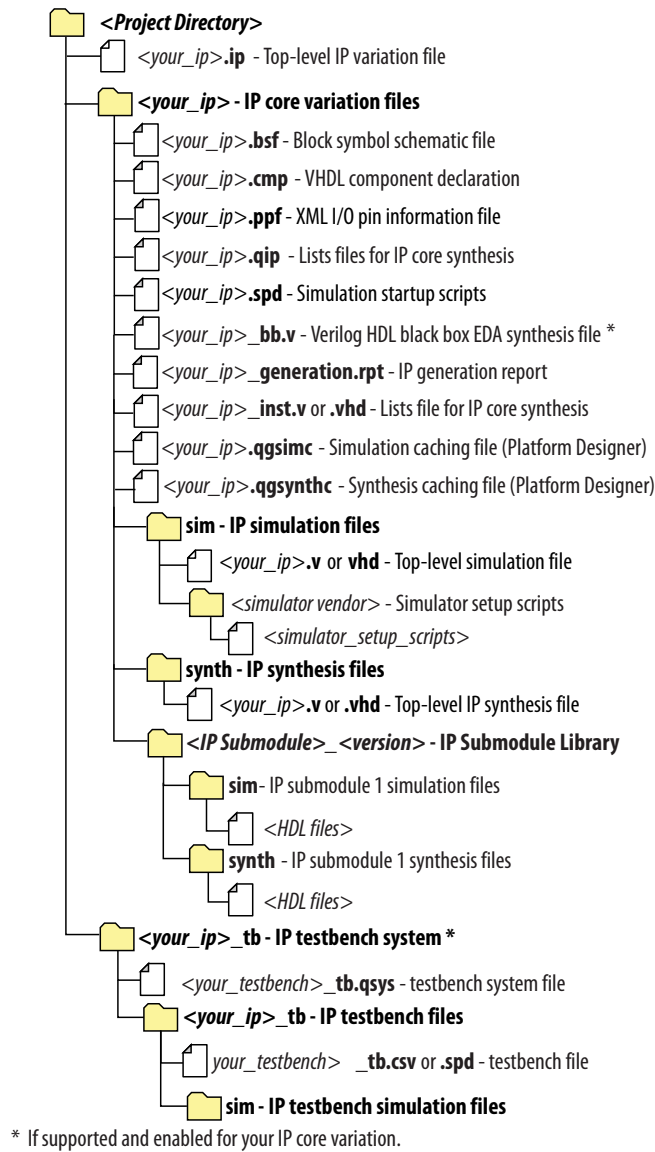 <Project Directory>
<your_ip>.ip - Top-level IP variation file
<your_ip> - IP core variation files
<your_ip>.bsf - Block symbol schematic file
<your_ip>.cmp - VHDL component declaration
<your_ip>.ppf - XML I/O pin information file
<your_ip>.qip - Lists files for IP core synthesis
<your_ip>.spd - Simulation startup scripts
<your_ip>_bb.v - Verilog HDL black box EDA synthesis file *
<your_ip>_generation.rpt - IP generation report
<your_ip>_inst.v or .vhd - Lists file for IP core synthesis
<your_ip>.qgsimc - Simulation caching file (Platform Designer)
<your_ip>.qgsynthc - Synthesis caching file (Platform Designer)
sim - IP simulation files
<your_ip>.v or vhd - Top-level simulation file
<simulator vendor> - Simulator setup scripts
<simulator_setup_scripts>
synth - IP synthesis files
<your_ip>.v or .vhd - Top-level IP synthesis file
<IP Submodule>_<version> - IP Submodule Library
sim- IP submodule 1 simulation files
<HDL files>
synth - IP submodule 1 synthesis files
<HDL files>
<your_ip>_tb - IP testbench system *
<your_testbench>_tb.qsys - testbench system file
<your_ip>_tb - IP testbench files
your_testbench> _tb.csv or .spd - testbench file
sim - IP testbench simulation files
* If supported and enabled for your IP core variation.